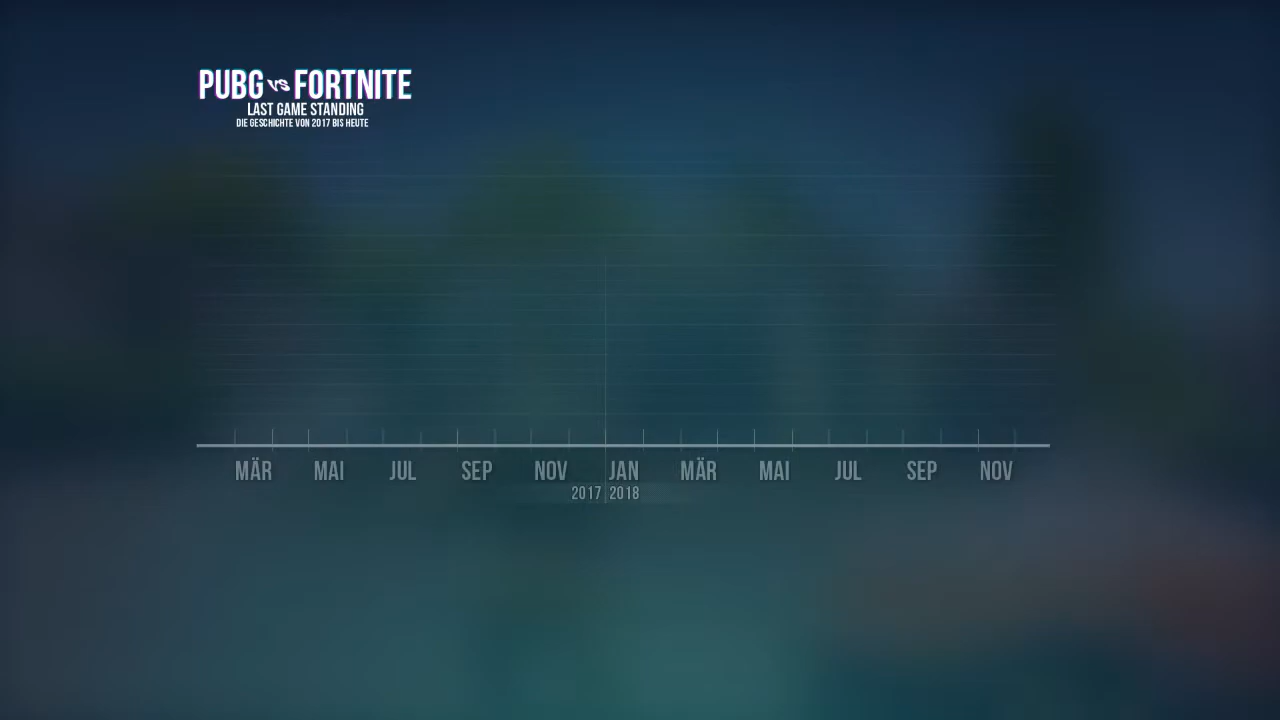 PUBG VS FORTNITE
LAST GAME STANDING
DIE GESCHICHTE VON 2017 BIS HEUTE
MÄR MAI JUL SEP NOV JAN MÄR MAI JUL SEP NOV
2017 2018